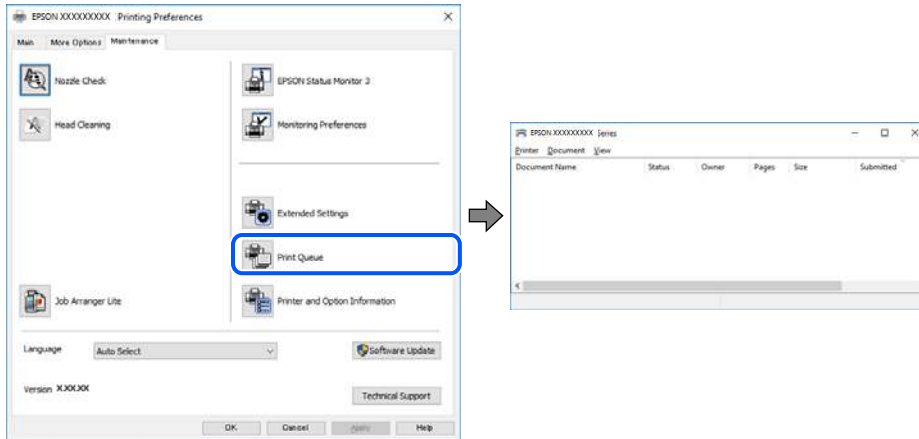 EPSON XXXXXXXXX Printing Preferences
Main More Options Maintenance
Nozzle Check
Head Cleaning
Job Arranger Lite
EPSON Status Monitor 3
Monitoring Preferences
Extended Settings
Print Queue
Printer and Option Information
Language Auto Select Software Update
Version X.XX.XX Technical Support
OK Cancel Apply Help
EPSON XXXXXXXXX Series
Printer Document View
Document Name Status Owner Pages Size Submitted